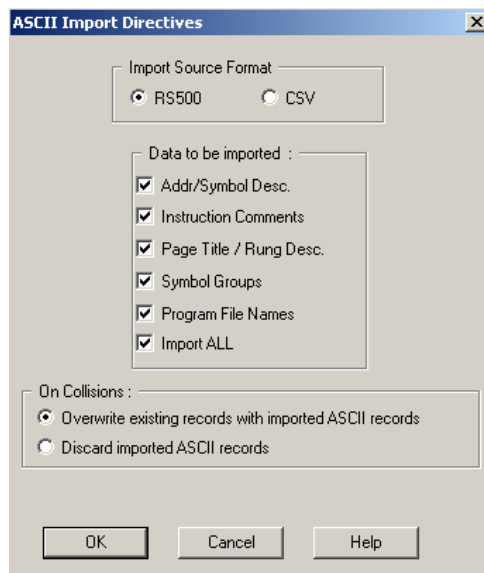 ASCII Import Directives
Import Source Format
RS500 CSV
Data to be imported :
Addr/Symbol Desc.
Instruction Comments
Page Title / Rung Desc.
Symbol Groups
Program File Names
Import ALL
On Collisions :
Overwrite existing records with imported ASCII records
Discard imported ASCII records
OK Cancel Help